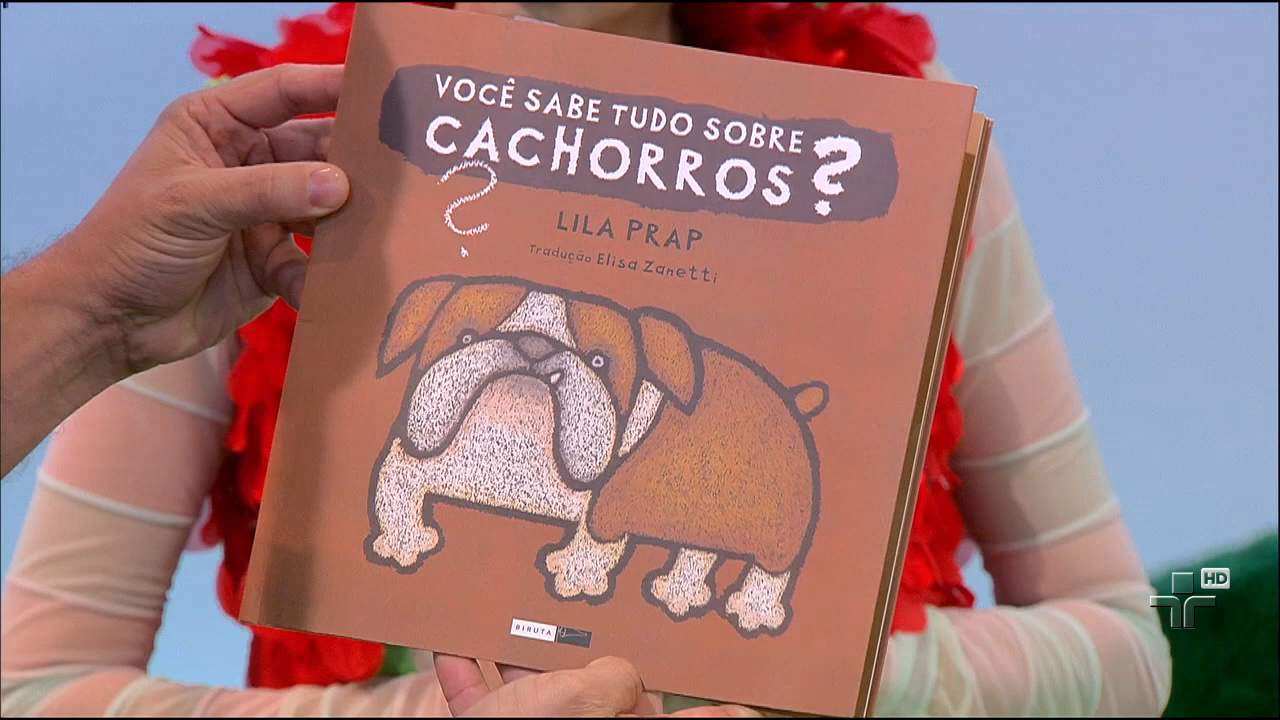 VOCÊ SABE TUDO SOBRE
CACHORROS?
?
LILA PRAP
Tradução Elisa Zanetti
BIRUTA
HD